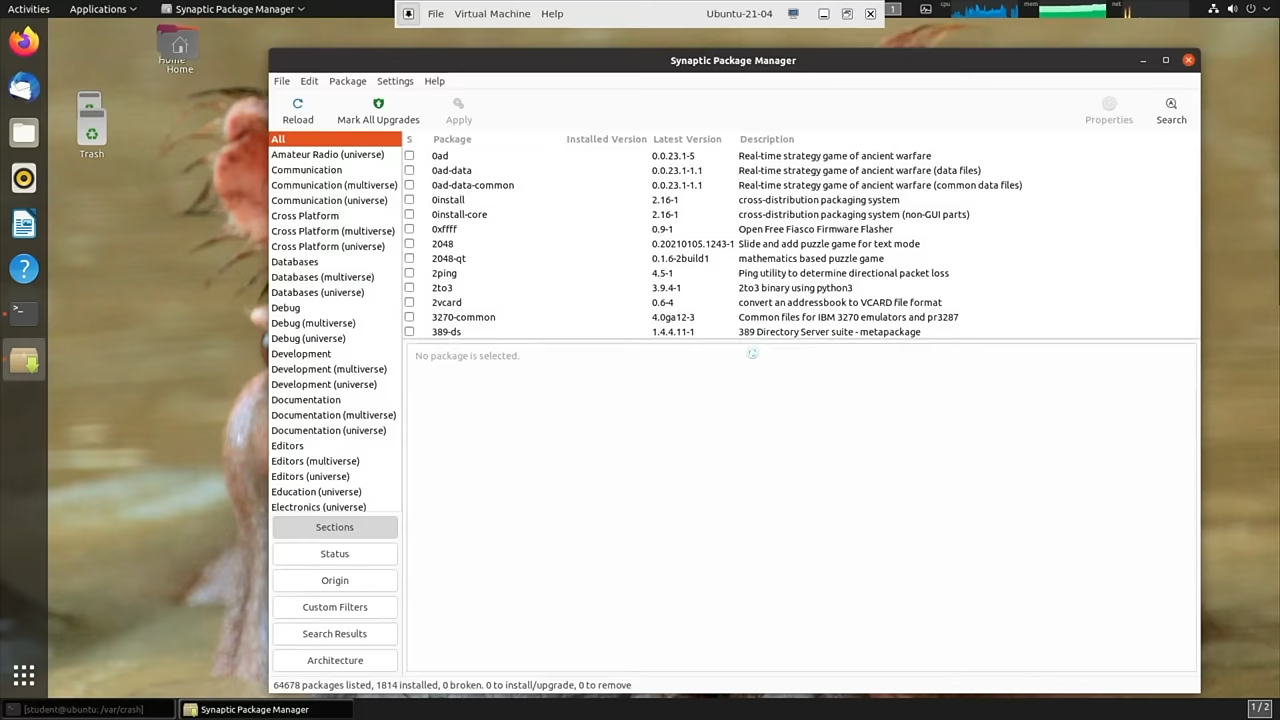 Activities Applications Synaptic Package Manager
File Virtual Machine Help Ubuntu-21-04
1 cpu mem net
Home
Home
Trash
Synaptic Package Manager
File Edit Package Settings Help
Reload Mark All Upgrades Apply Properties Search
All
Amateur Radio (universe)
Communication
Communication (multiverse)
Communication (universe)
Cross Platform
Cross Platform (multiverse)
Cross Platform (universe)
Databases
Databases (multiverse)
Databases (universe)
Debug
Debug (multiverse)
Debug (universe)
Development
Development (multiverse)
Development (universe)
Documentation
Documentation (multiverse)
Documentation (universe)
Editors
Editors (multiverse)
Editors (universe)
Education (universe)
Electronics (universe)
Sections
Status
Origin
Custom Filters
Search Results
Architecture
S Package Installed Version Latest Version Description
0ad 0.0.23.1-5 Real-time strategy game of ancient warfare
0ad-data 0.0.23.1-1.1 Real-time strategy game of ancient warfare (data files)
0ad-data-common 0.0.23.1-1.1 Real-time strategy game of ancient warfare (common data files)
0install 2.16-1 cross-distribution packaging system
0install-core 2.16-1 cross-distribution packaging system (non-GUI parts)
0xffff 0.9-1 Open Free Fiasco Firmware Flasher
2048 0.20210105.1243-1 Slide and add puzzle game for text mode
2048-qt 0.1.6-2build1 mathematics based puzzle game
2ping 4.5-1 Ping utility to determine directional packet loss
2to3 3.9.4-1 2to3 binary using python3
2vcard 0.6-4 convert an addressbook to VCARD file format
3270-common 4.0ga12-3 Common files for IBM 3270 emulators and pr3287
389-ds 1.4.4.11-1 389 Directory Server suite - metapackage
No package is selected.
64678 packages listed, 1814 installed, 0 broken. 0 to install/upgrade, 0 to remove
[student@ubuntu: /var/crash] Synaptic Package Manager 1/2